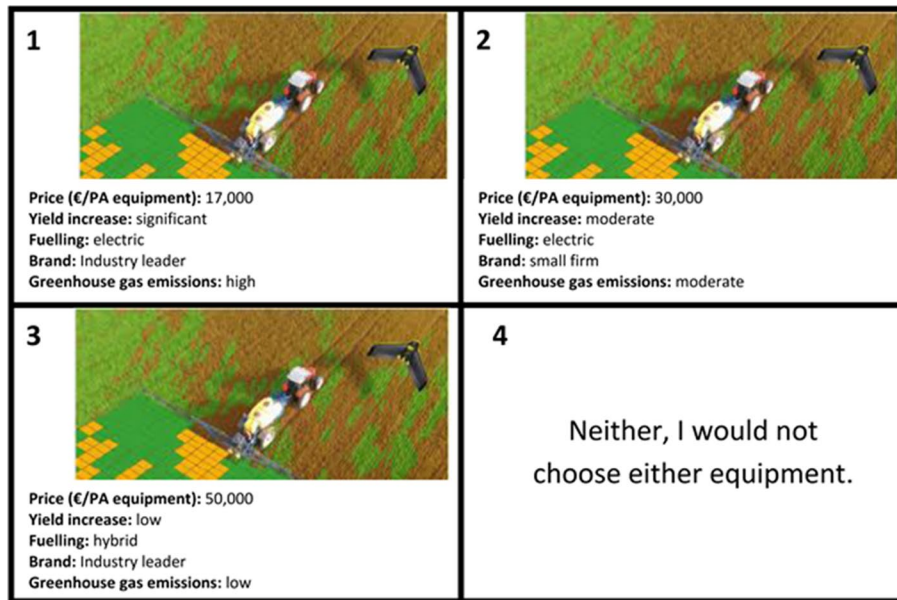 1
Price (€/PA equipment): 17,000
Yield increase: significant
Fuelling: electric
Brand: Industry leader
Greenhouse gas emissions: high
2
Price (€/PA equipment): 30,000
Yield increase: moderate
Fuelling: electric
Brand: small firm
Greenhouse gas emissions: moderate
3
Price (€/PA equipment): 50,000
Yield increase: low
Fuelling: hybrid
Brand: Industry leader
Greenhouse gas emissions: low
4
Neither, I would not
choose either equipment.